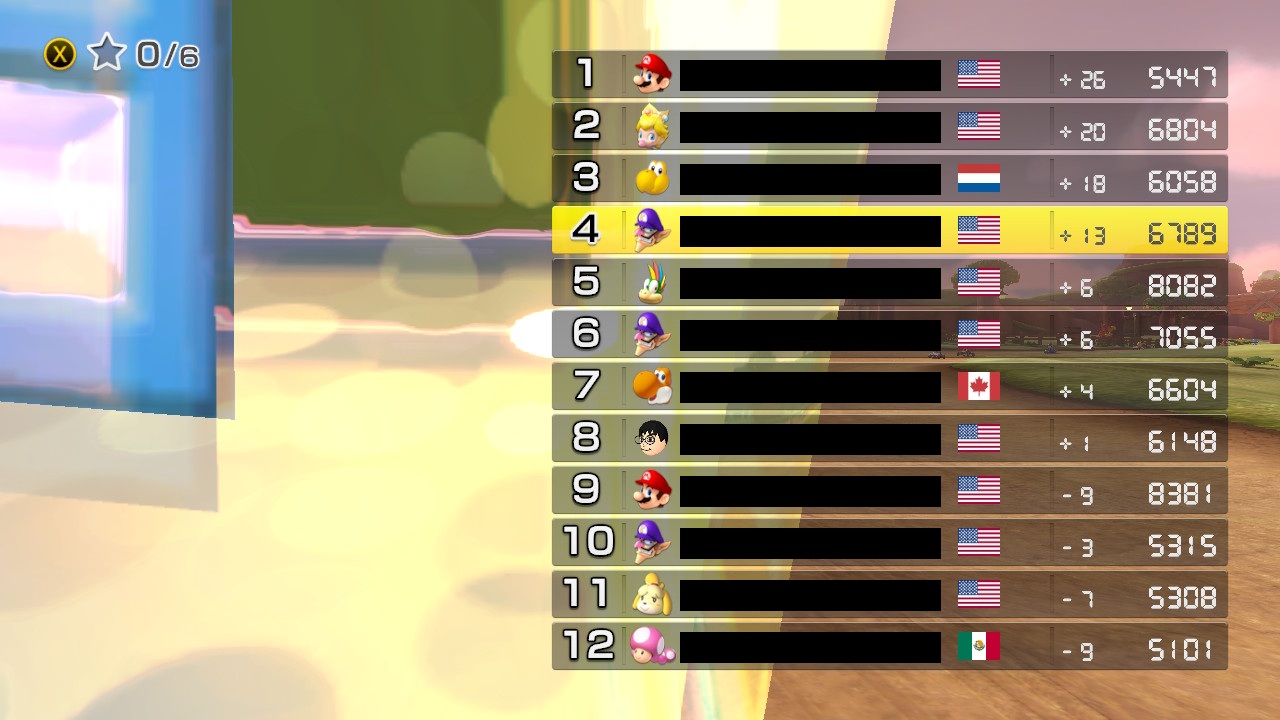 X 0/6
1 + 26 5447
2 + 20 6804
3 + 18 6058
4 + 13 6789
5 + 6 8082
6 + 6 7055
7 + 4 6604
8 + 1 6148
9 - 9 8381
10 - 3 5315
11 - 7 5308
12 - 9 5101